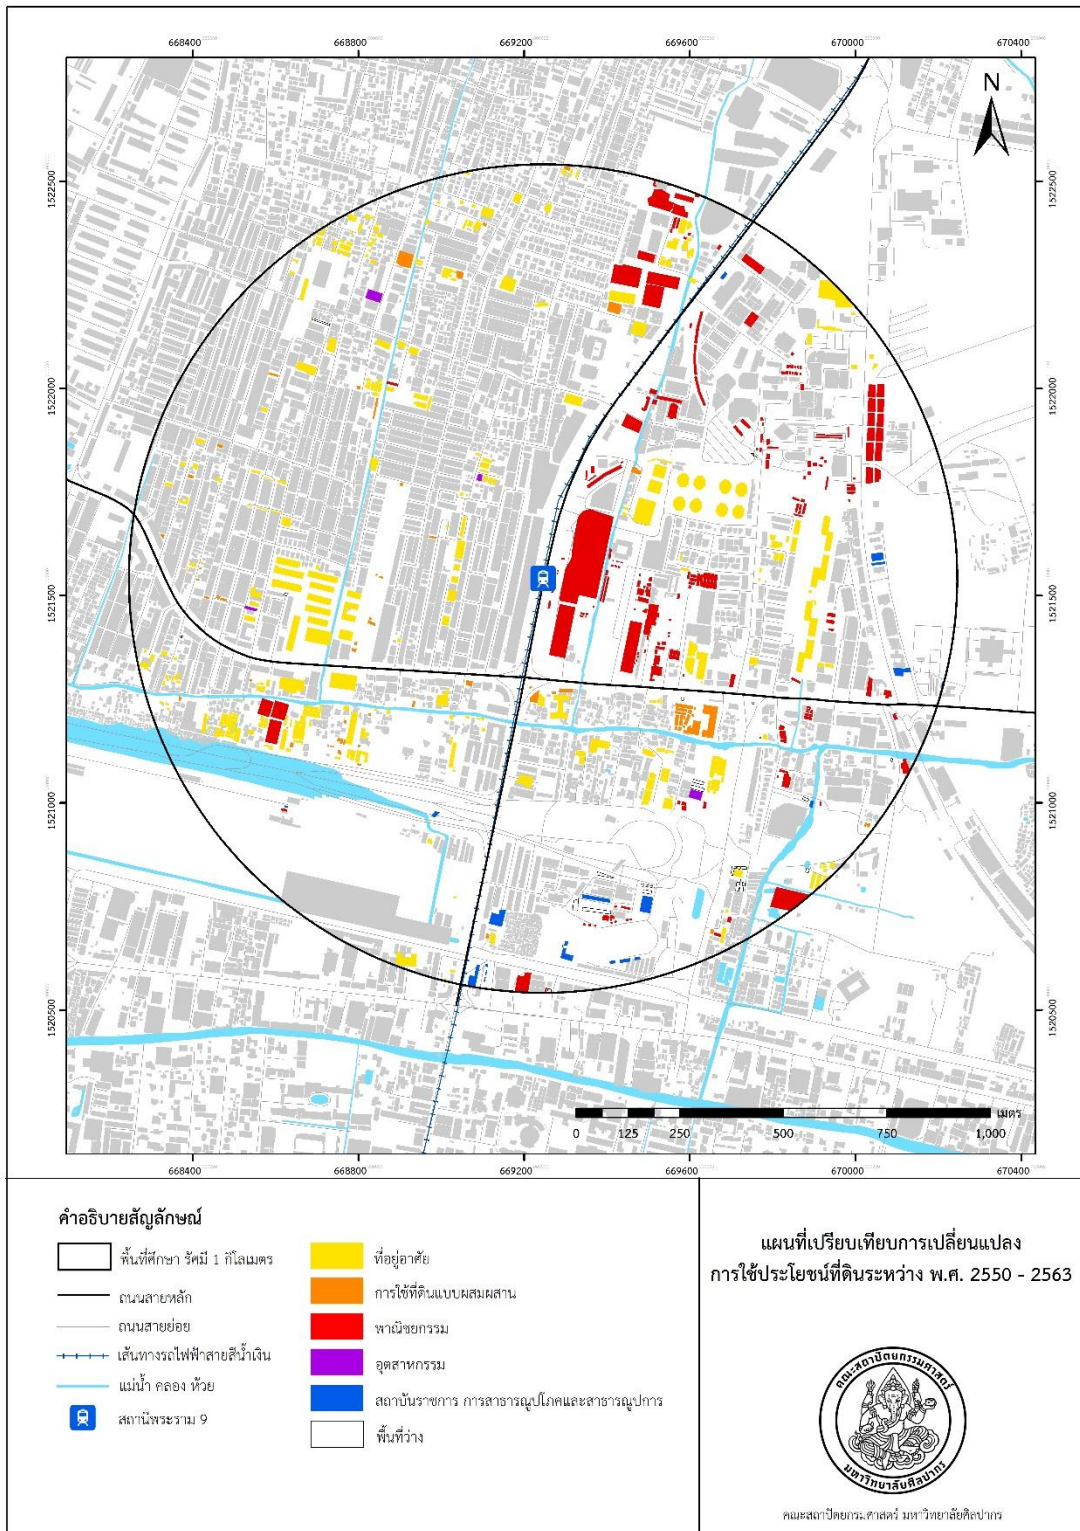 668400 668800 669200 669600 670000 670400
N
1522500 1522500
1522000 1522000
1521500 1521500
1521000 1521000
1520500 1520500
เมตร
0 125 250 500 750 1,000
668400 668800 669200 669600 670000 670400
คำอธิบายสัญลักษณ์
พื้นที่ศึกษา รัศมี 1 กิโลเมตร
ถนนสายหลัก
ถนนสายย่อย
เส้นทางรถไฟฟ้าสายสีน้ำเงิน
แม่น้ำ คลอง ห้วย
สถานีพระราม 9
ที่อยู่อาศัย
การใช้ที่ดินแบบผสมผสาน
พาณิชยกรรม
อุตสาหกรรม
สถาบันราชการ การสาธารณูปโภคและสาธารณูปการ
พื้นที่ว่าง
แผนที่เปรียบเทียบการเปลี่ยนแปลง
การใช้ประโยชน์ที่ดินระหว่าง พ.ศ. 2550 - 2563
คณะสถาปัตยกรรมศาสตร์
มหาวิทยาลัยศิลปากร
คณะสถาปัตยกรรมศาสตร์ มหาวิทยาลัยศิลปากร